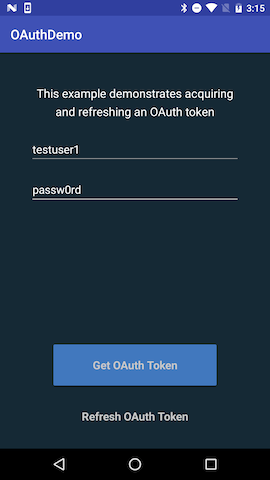 3:15
OAuthDemo
This example demonstrates acquiring
and refreshing an OAuth token
testuser1
passw0rd
Get OAuth Token
Refresh OAuth Token